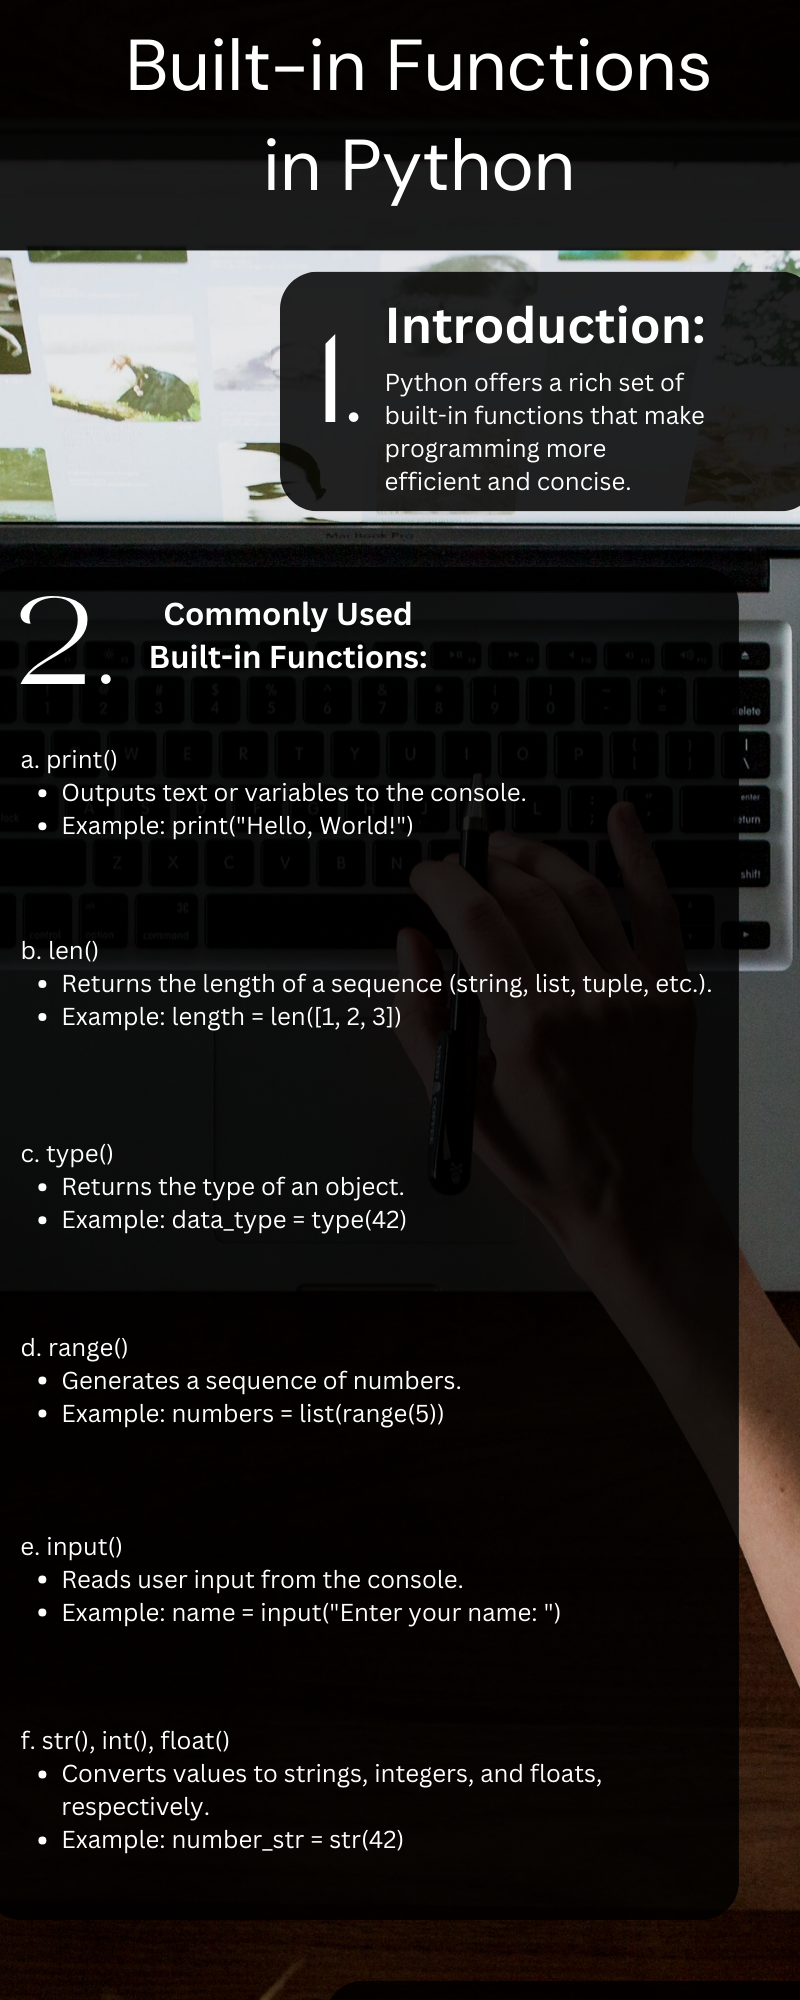 Built-in Functions
in Python
1.
Introduction:
Python offers a rich set of
built-in functions that make
programming more
efficient and concise.
MacBook Pro
2.
Commonly Used
Built-in Functions:
a. print()
• Outputs text or variables to the console.
• Example: print("Hello, World!")
b. len()
• Returns the length of a sequence (string, list, tuple, etc.).
• Example: length = len([1, 2, 3])
c. type()
• Returns the type of an object.
• Example: data_type = type(42)
d. range()
• Generates a sequence of numbers.
• Example: numbers = list(range(5))
e. input()
• Reads user input from the console.
• Example: name = input("Enter your name: ")
f. str(), int(), float()
• Converts values to strings, integers, and floats,
respectively.
• Example: number_str = str(42)